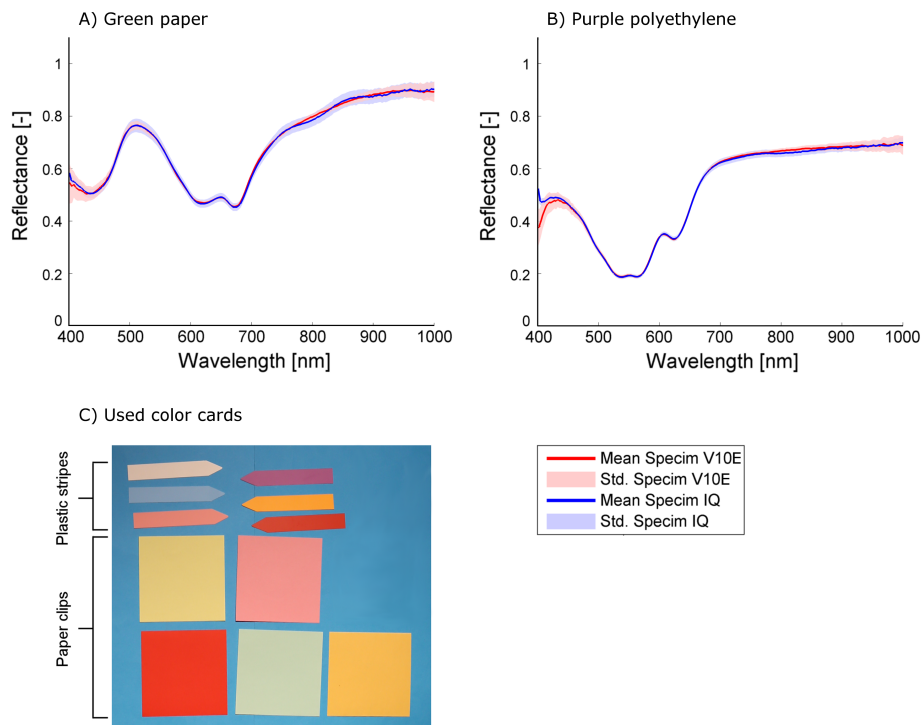 A) Green paper
1
0.8
0.6
0.4
0.2
0
400
500
600
700
800
900
1000
Reflectance [-]
Wavelength [nm]
B) Purple polyethylene
1
0.8
0.6
0.4
0.2
0
400
500
600
700
800
900
1000
Reflectance [-]
Wavelength [nm]
C) Used color cards
Plastic stripes
Paper clips
Mean Specim V10E
Std. Specim V10E
Mean Specim IQ
Std. Specim IQ